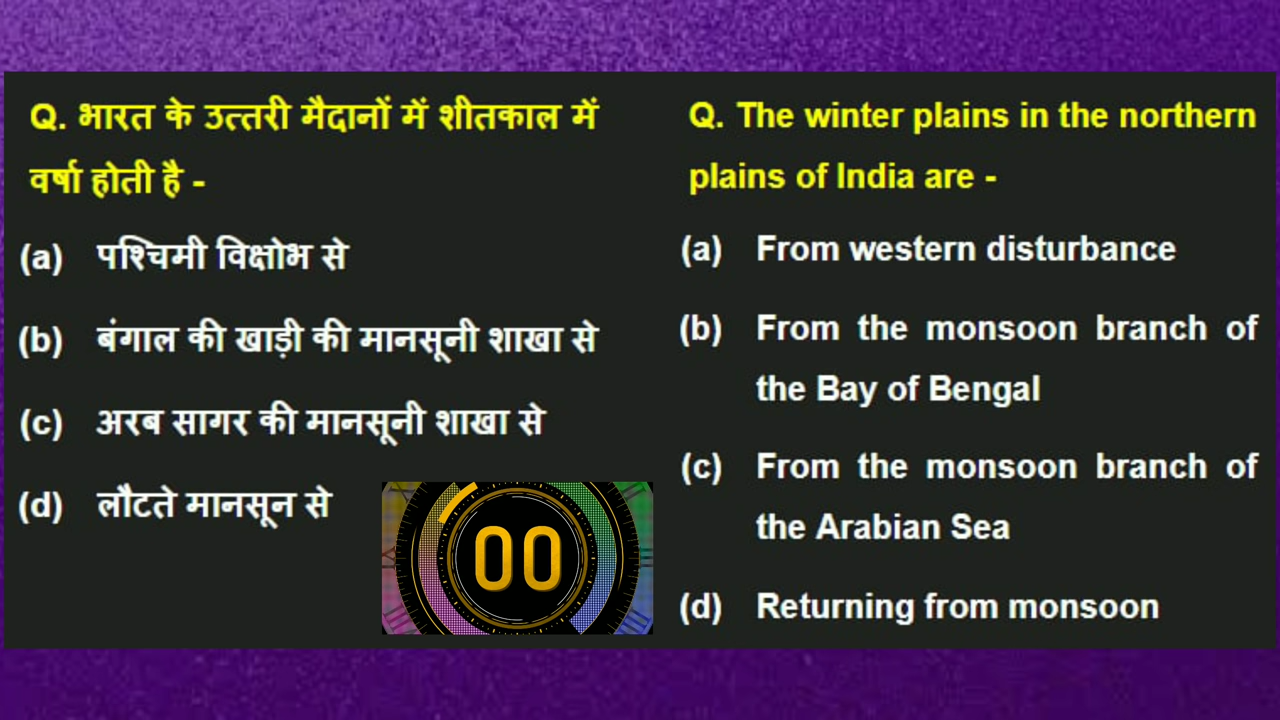 Q. भारत के उत्तरी मैदानों में शीतकाल में
वर्षा होती है -
(a) पश्चिमी विक्षोभ से
(b) बंगाल की खाड़ी की मानसूनी शाखा से
(c) अरब सागर की मानसूनी शाखा से
(d) लौटते मानसून से
00
Q. The winter plains in the northern
plains of India are -
(a) From western disturbance
(b) From the monsoon branch of
the Bay of Bengal
(c) From the monsoon branch of
the Arabian Sea
(d) Returning from monsoon